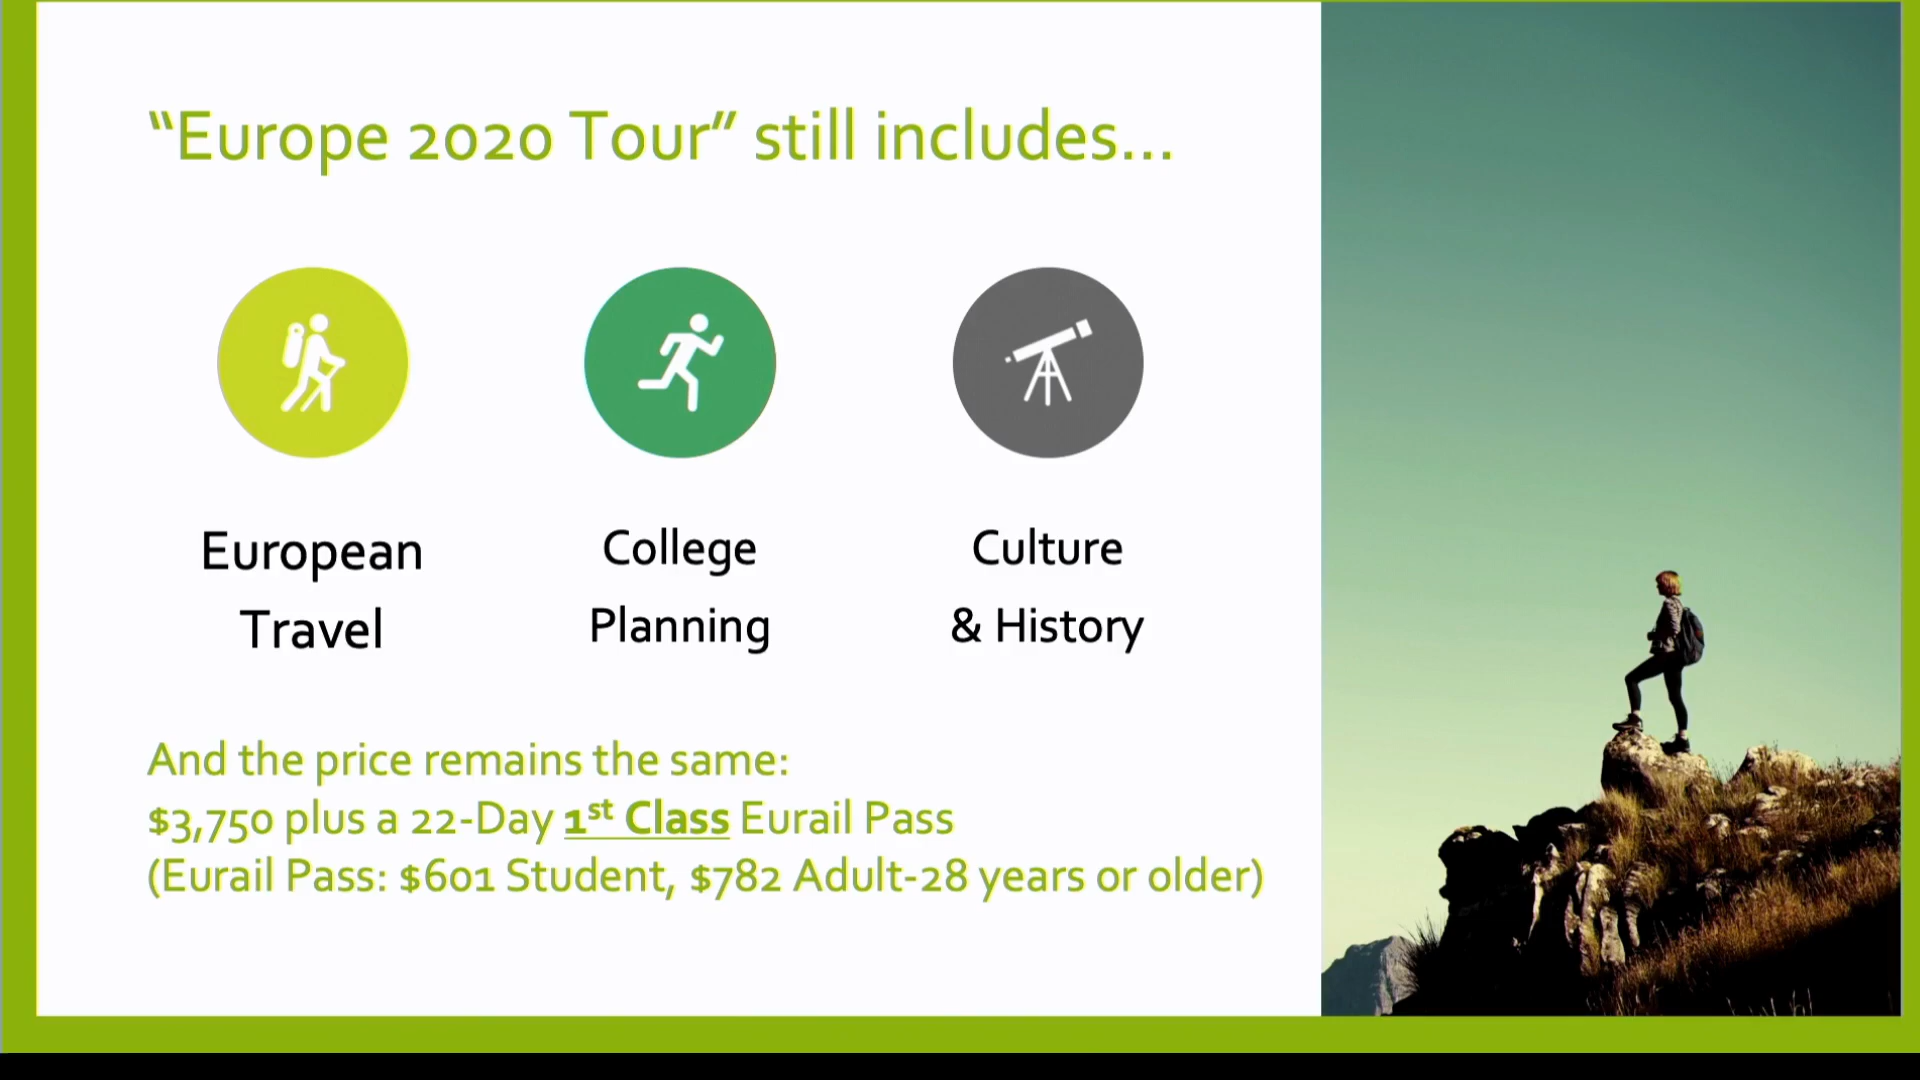 “Europe 2020 Tour” still includes...
European
Travel
College
Planning
Culture
& History
And the price remains the same:
$3,750 plus a 22-Day 1st Class Eurail Pass
(Eurail Pass: $601 Student, $782 Adult-28 years or older)